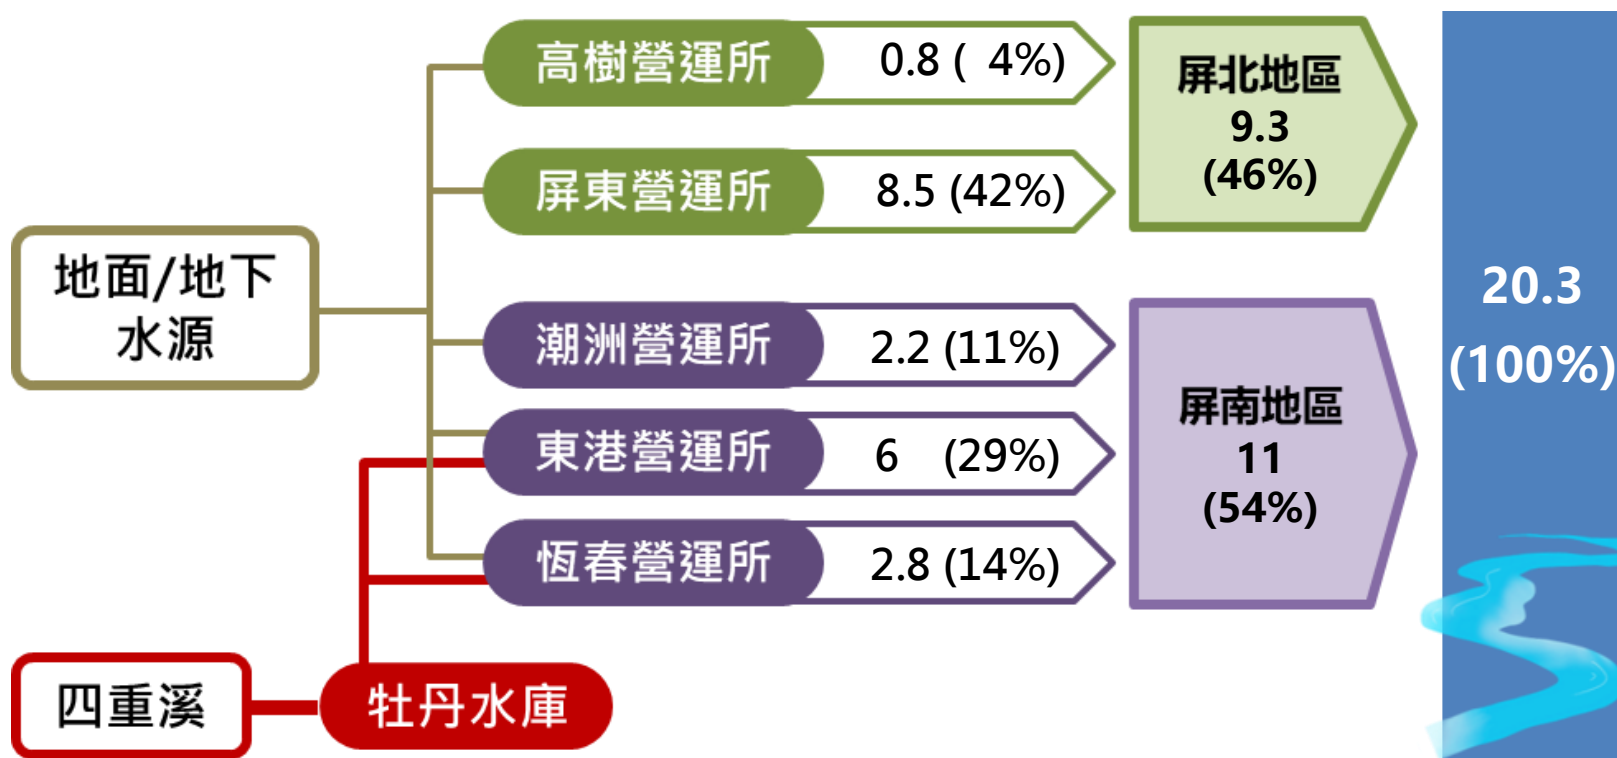 高樹營運所 0.8 ( 4%)
屏東營運所 8.5 (42%)
屏北地區
9.3
(46%)
地面/地下
水源
潮洲營運所 2.2 (11%)
東港營運所 6 (29%)
恆春營運所 2.8 (14%)
屏南地區
11
(54%)
20.3
(100%)
四重溪
牡丹水庫